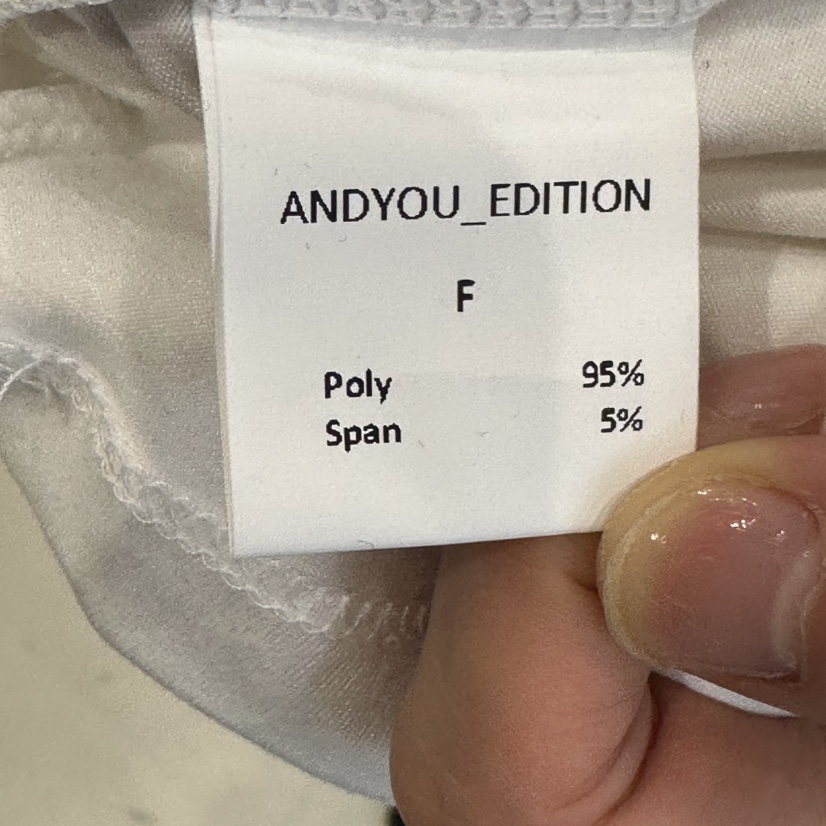 ANDYOU_EDITION
F
Poly 95%
Span 5%